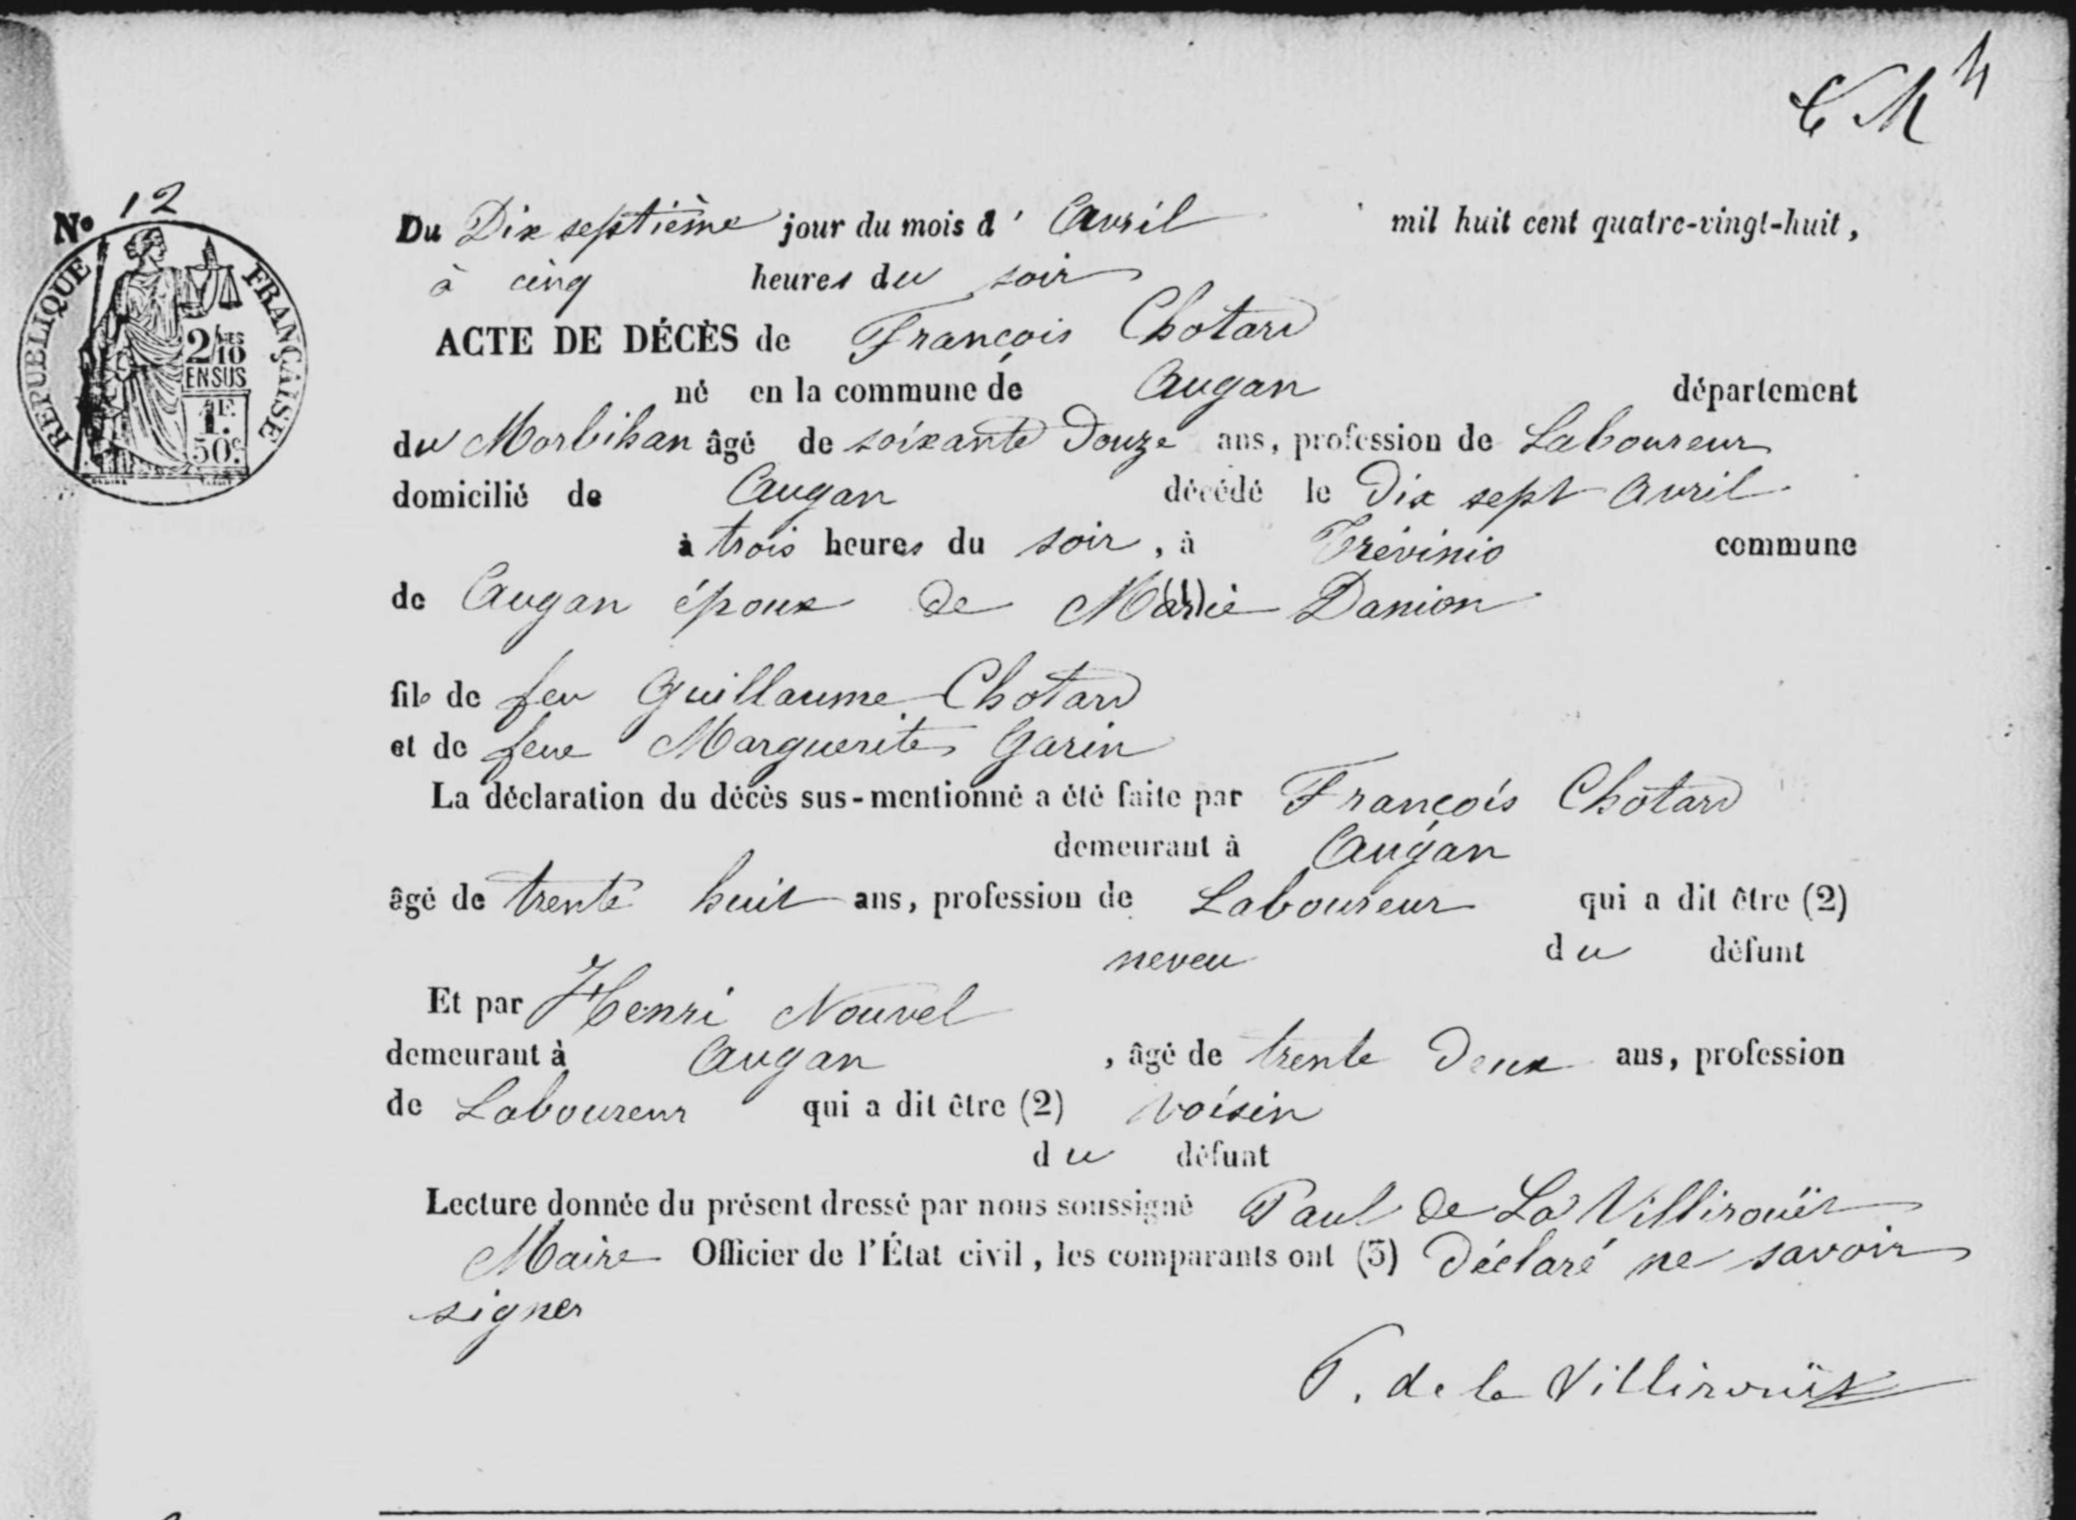 C M 4
No 12
RÉPUBLIQUE FRANÇAISE
2/10MES
EN SUS
1F.
50c.
Du Dix septième jour du mois d' Avril mil huit cent quatre-vingt-huit,
à cinq heures du soir
ACTE DE DÉCÈS de François Chotard
né en la commune de Augan département
du Morbihan âgé de soixante douze ans, profession de Laboureur
domicilié de Augan décédé le Dix sept Avril
à trois heures du soir, à Trévinio commune
de Augan époux de Marie Danion
fils de feu Guillaume Chotard
et de feue Marguerite Garin
La déclaration du décès sus-mentionné a été faite par François Chotard
demeurant à Augan
âgé de trente huit ans, profession de Laboureur qui a dit être (2)
neveu du défunt
Et par Henri Nouvel
demeurant à Augan, âgé de trente deux ans, profession
de Laboureur qui a dit être (2) voisin
du défunt
Lecture donnée du présent dressé par nous soussigné Paul de La Villirouët
Maire Officier de l'État civil, les comparants ont (3) déclaré ne savoir
signer
P. de la Villirouët